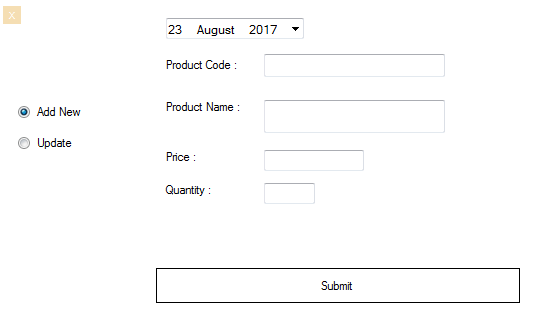 x
23 August 2017
Product Code :
Product Name :
Add New
Update
Price :
Quantity :
Submit